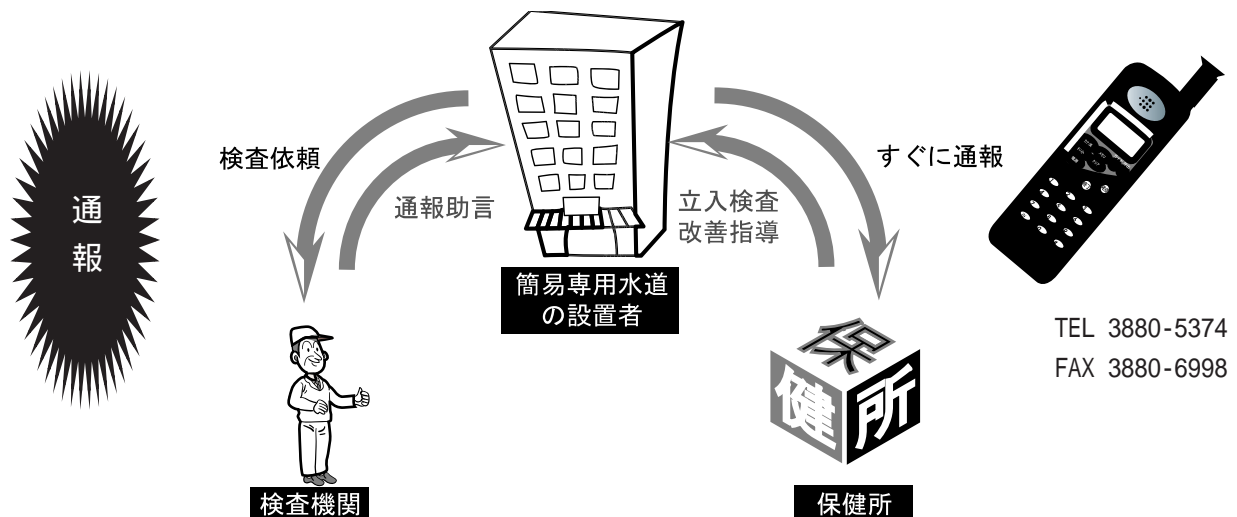 通報
検査依頼
通報助言
簡易専用水道
の設置者
立入検査
改善指導
すぐに通報
TEL 3880-5374
FAX 3880-6998
保健所
検査機関
保健所